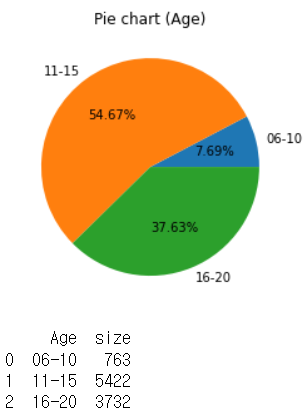 Pie chart (Age)
11-15
54.67%
06-10
7.69%
37.63%
16-20
Age size
0 06-10 763
1 11-15 5422
2 16-20 3732